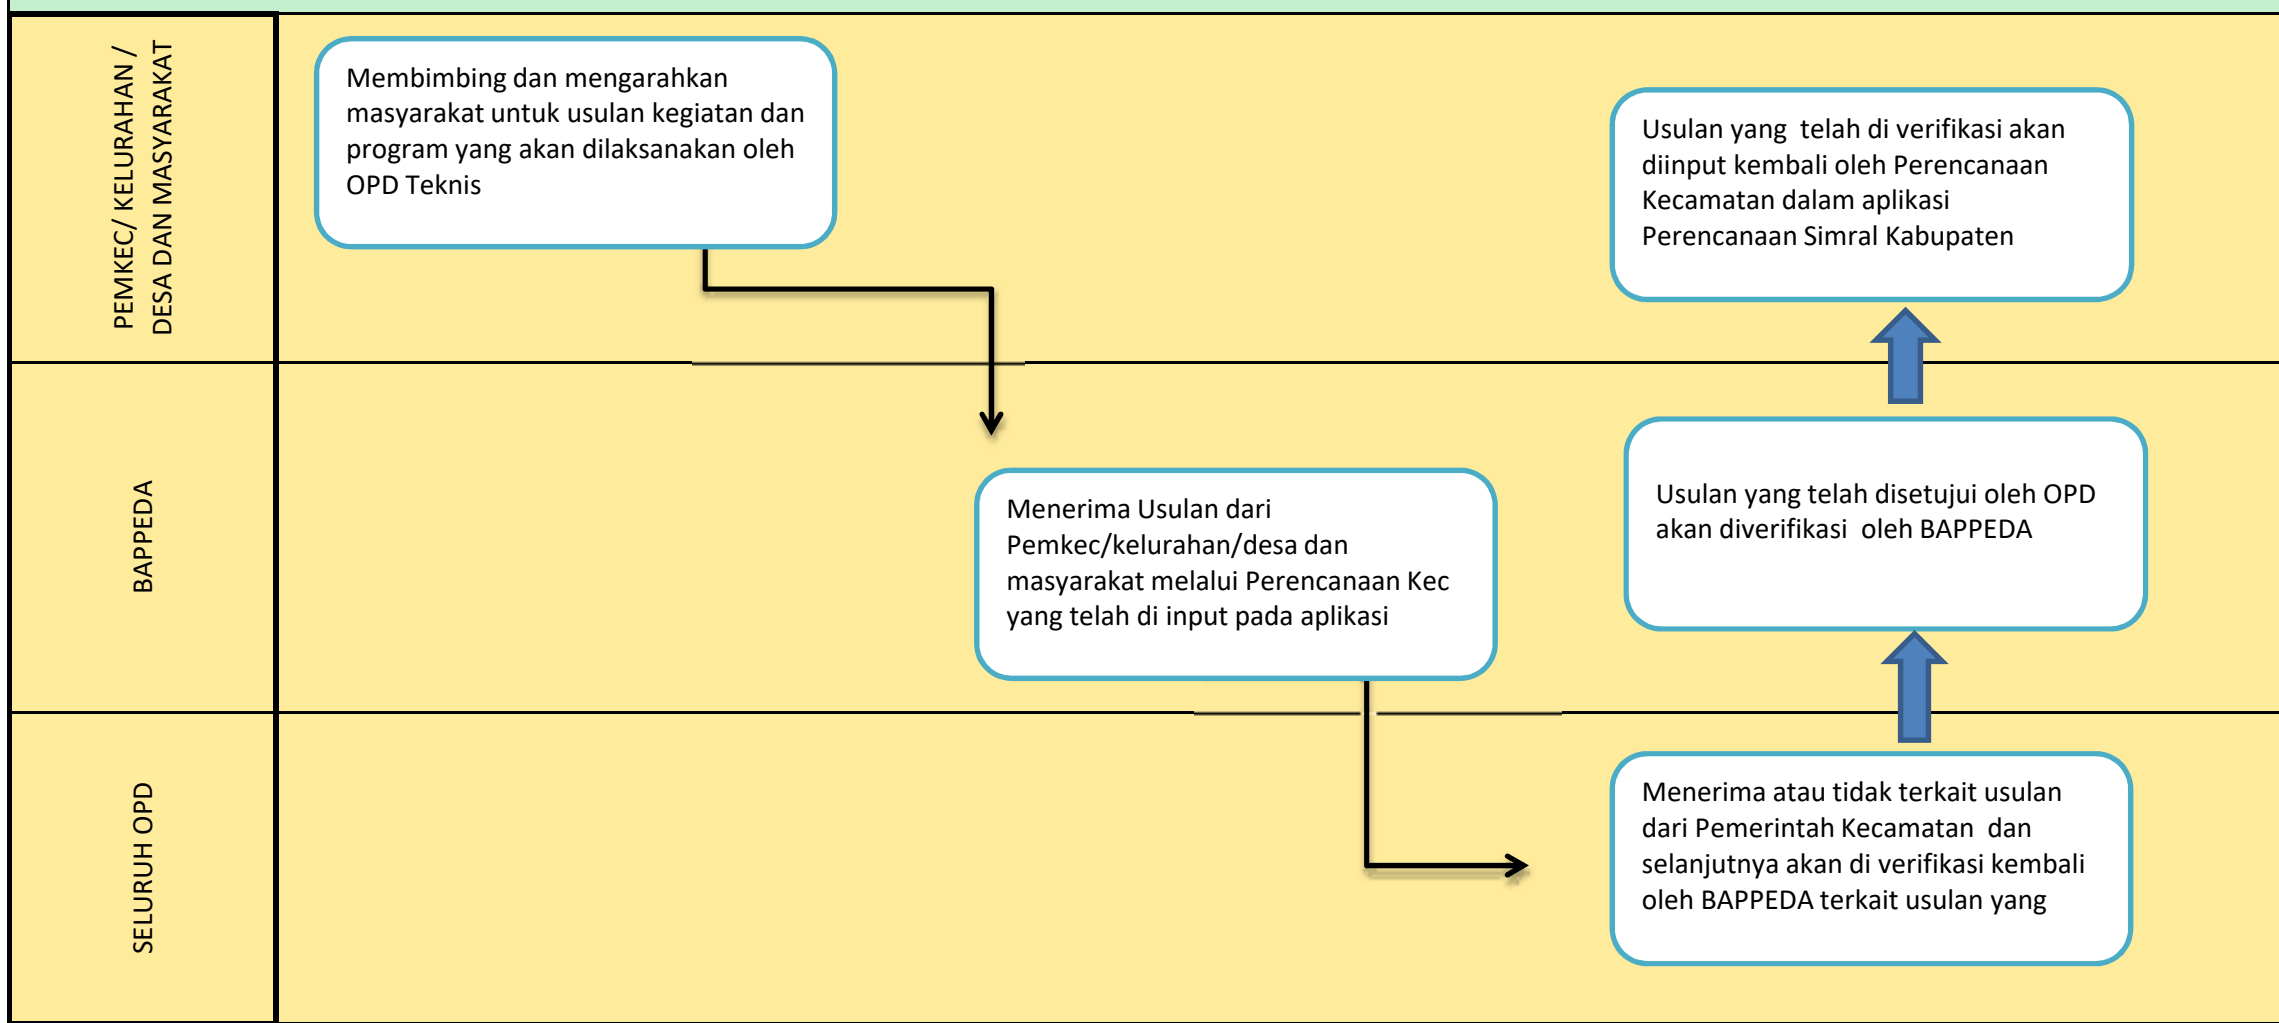 PEMKEC/ KELURAHAN /
DESA DAN MASYARAKAT
Membimbing dan mengarahkan
masyarakat untuk usulan kegiatan dan
program yang akan dilaksanakan oleh
OPD Teknis
Usulan yang  telah di verifikasi akan
diinput kembali oleh Perencanaan
Kecamatan dalam aplikasi
Perencanaan Simral Kabupaten
BAPPEDA
Menerima Usulan dari
Pemkec/kelurahan/desa dan
masyarakat melalui Perencanaan Kec
yang telah di input pada aplikasi
Usulan yang telah disetujui oleh OPD
akan diverifikasi  oleh BAPPEDA
SELURUH OPD
Menerima atau tidak terkait usulan
dari Pemerintah Kecamatan  dan
selanjutnya akan di verifikasi kembali
oleh BAPPEDA terkait usulan yang